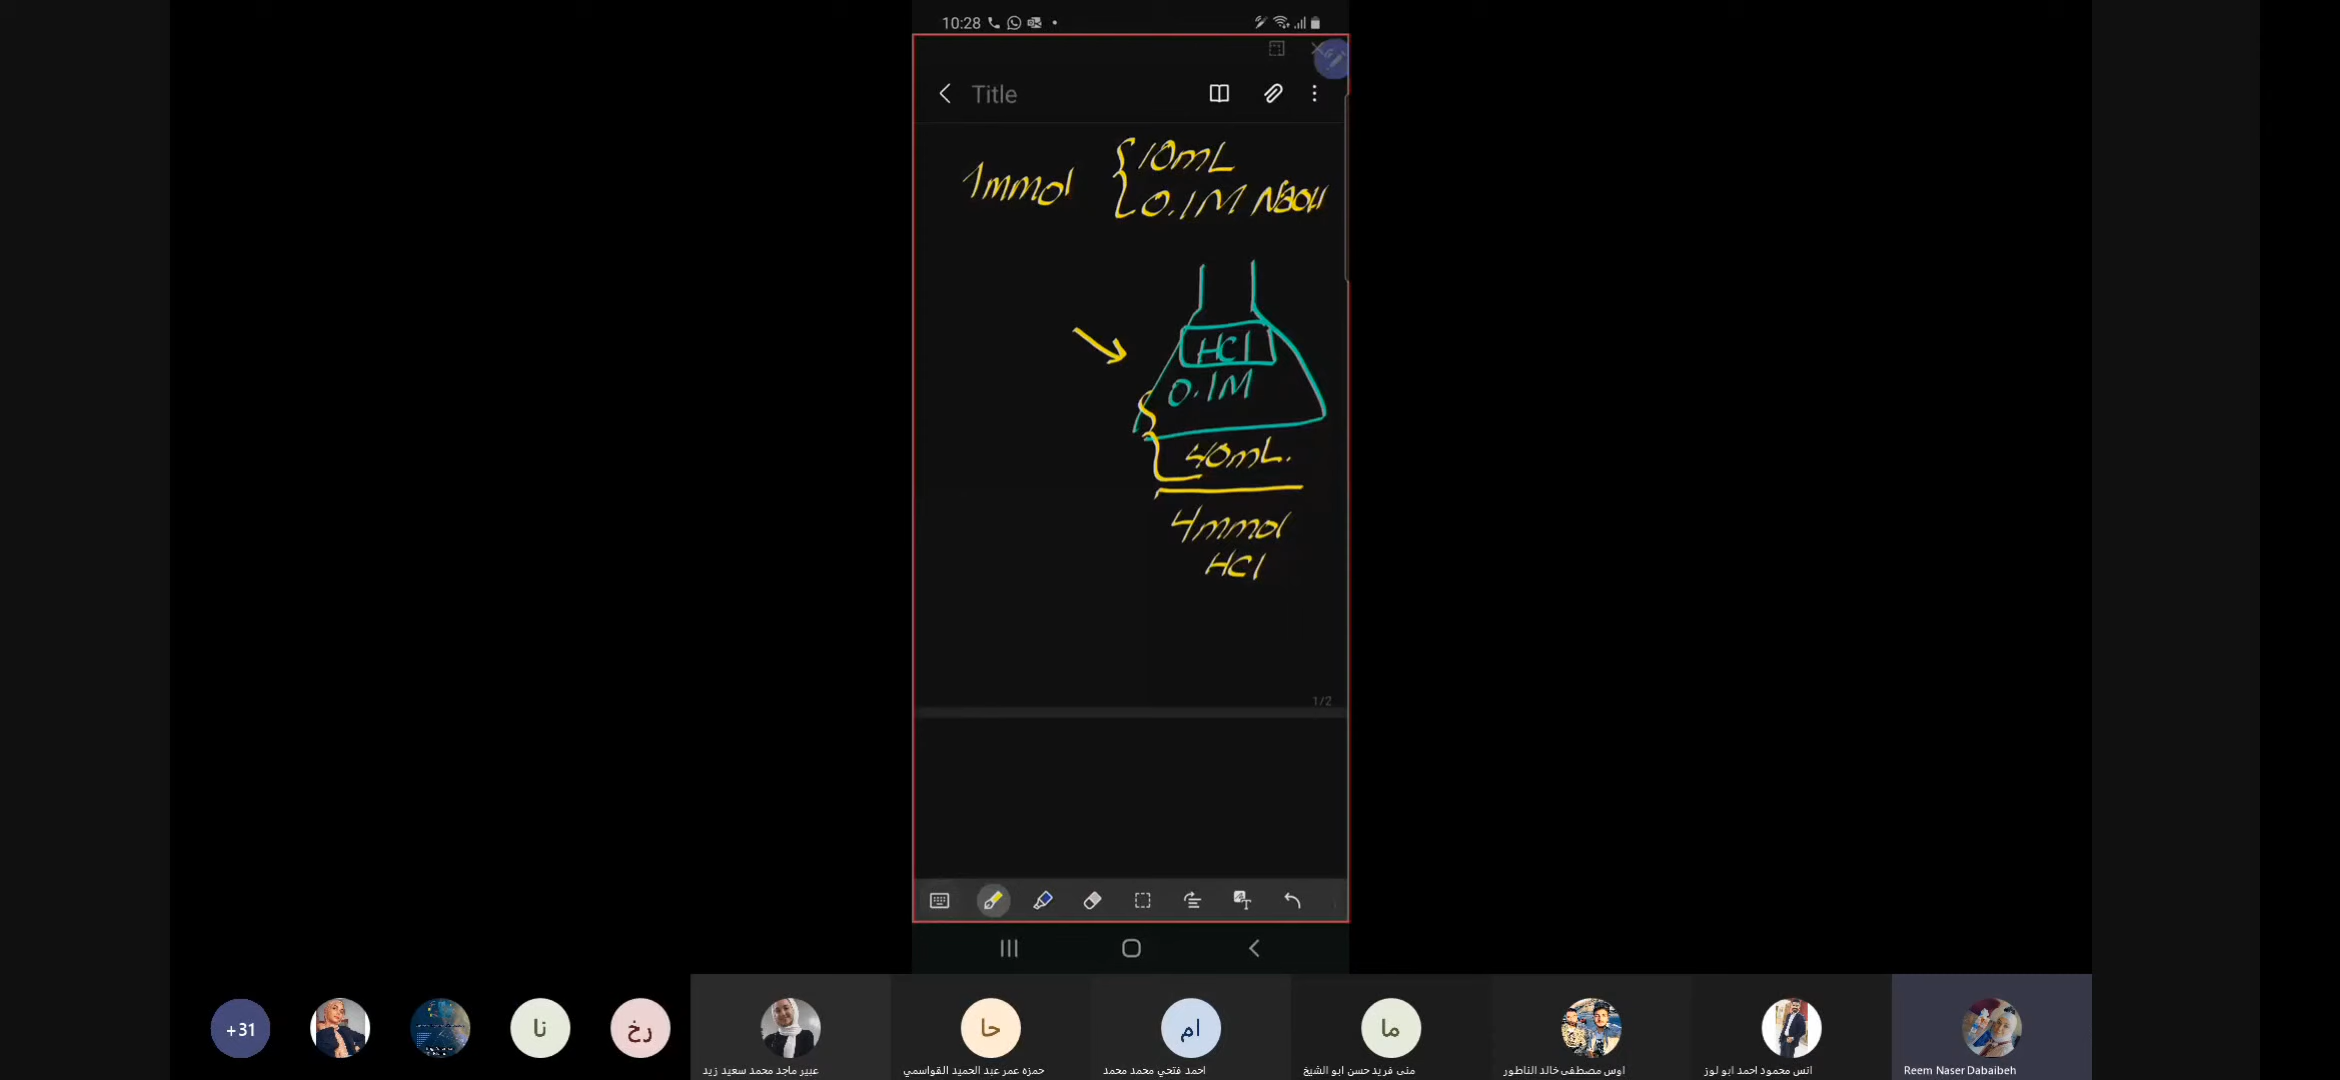 10:28
Title
1mmol
10mL
0.1M NaOH
HCl
0.1M
40mL.
4mmol
HCl
1/2
+31
نا
رخ
حا
ام
ما
عبير ماجد محمد سعيد زيد
حمزه عمر عبد الحميد القواسمي
احمد فتحي محمد محمد
منى فريد حسن ابو الشيخ
اوس مصطفى خالد الناطور
انس محمود احمد ابو لوز
Reem Naser Dabaibeh